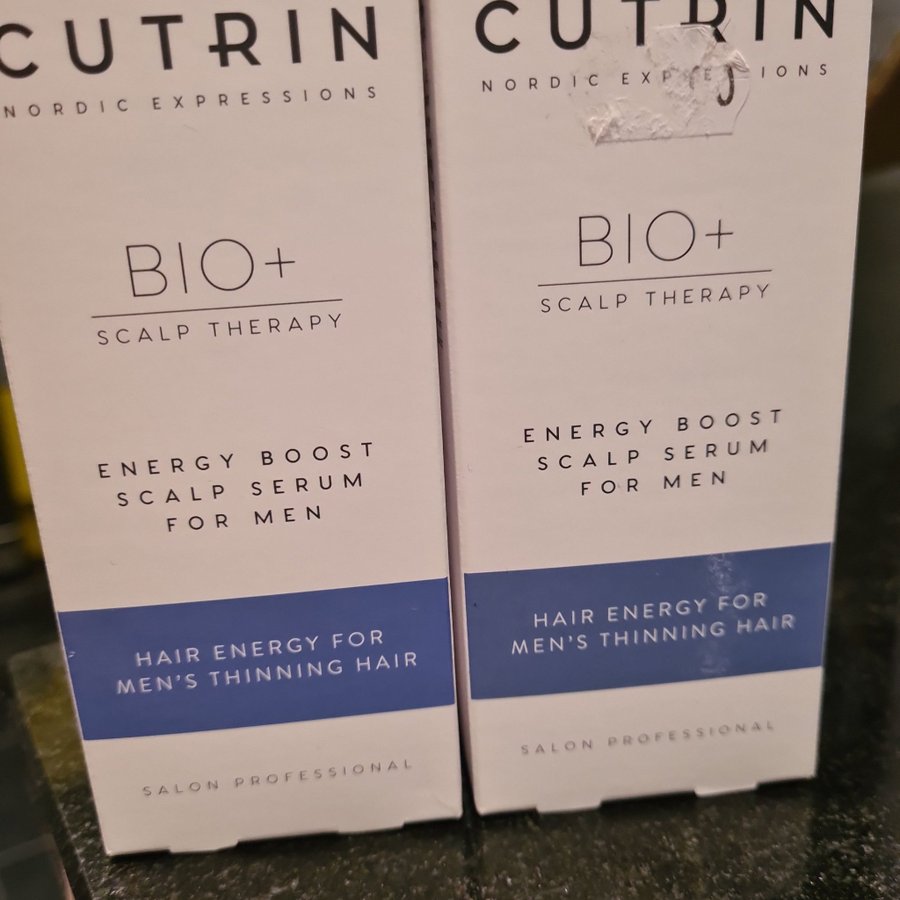 CUTRIN
NORDIC EXPRESSIONS
BIO+
SCALP THERAPY
ENERGY BOOST
SCALP SERUM
FOR MEN
HAIR ENERGY FOR
MEN'S THINNING HAIR
SALON PROFESSIONAL
CUTRIN
NORDIC EXPRESSIONS
BIO+
SCALP THERAPY
ENERGY BOOST
SCALP SERUM
FOR MEN
HAIR ENERGY FOR
MEN'S THINNING HAIR
SALON PROFESSIONAL